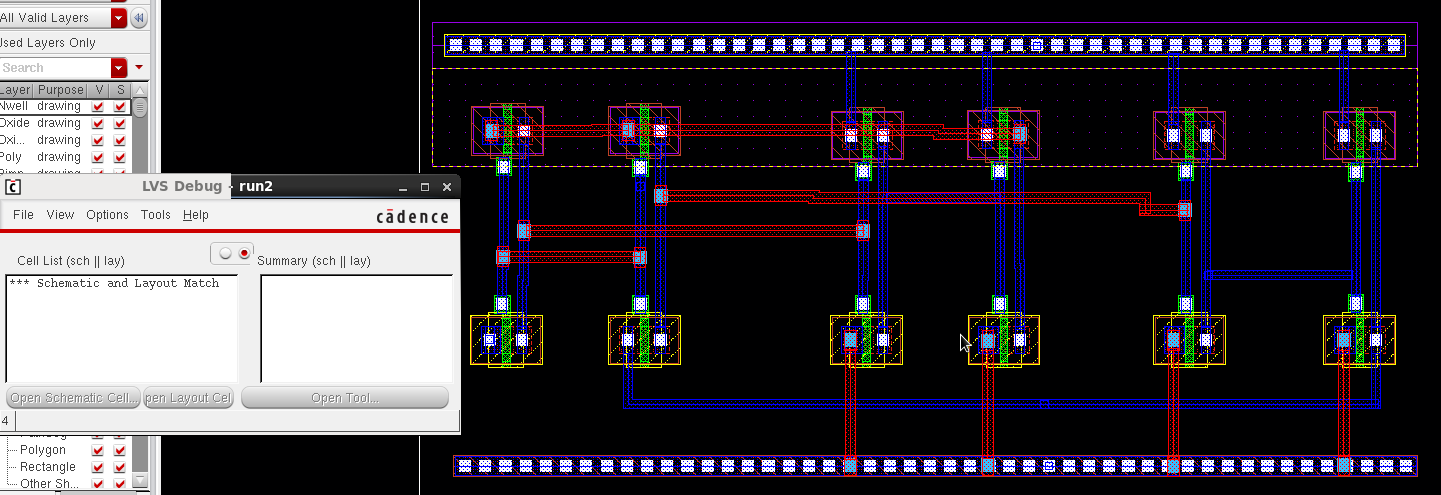 All Valid Layers
Used Layers Only
Search
Layer Purpose V S
Nwell drawing
Oxide drawing
Oxi... drawing
Poly drawing
LVS Debug - run2
File View Options Tools Help
cādence
Cell List (sch || lay)
Summary (sch || lay)
*** Schematic and Layout Match
Open Schematic Cell...
pen Layout Cel
Open Tool...
4
Polygon
Rectangle
Other Sh...